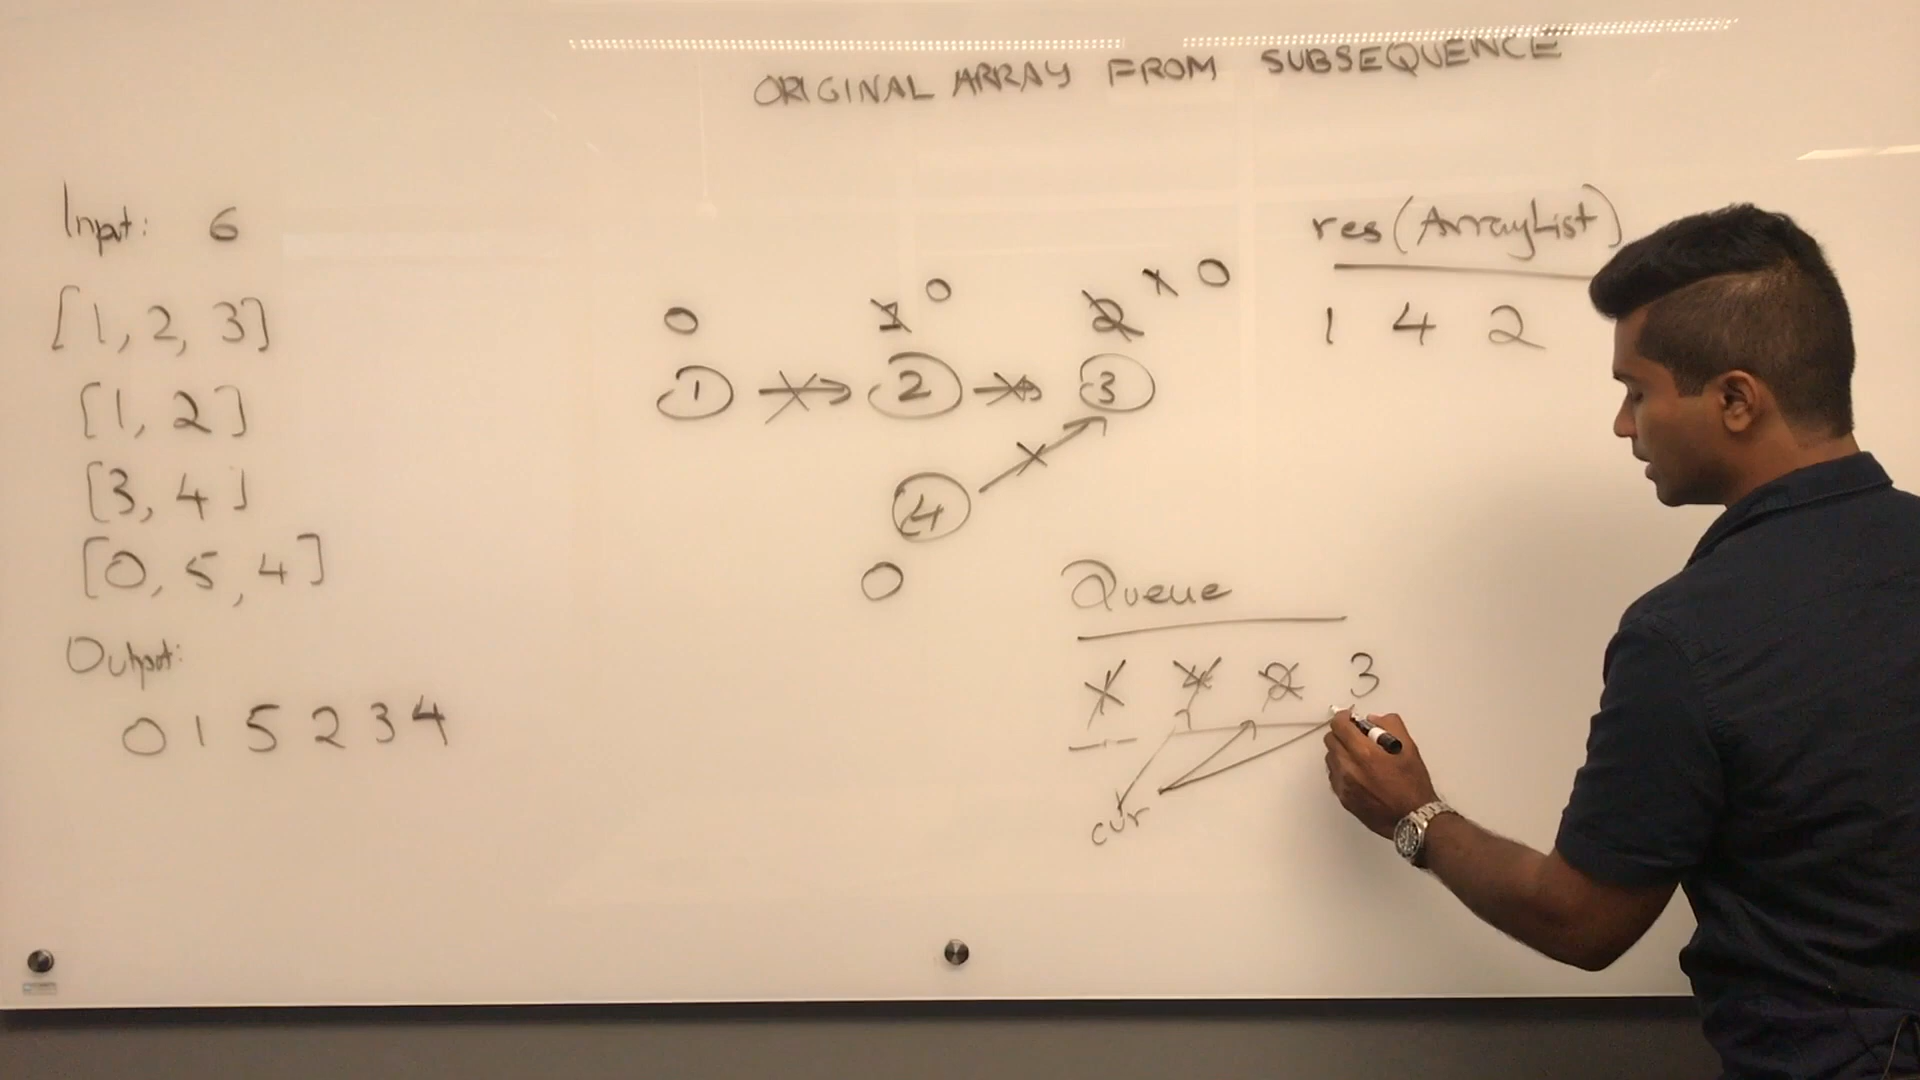 ORIGINAL ARRAY FROM SUBSEQUENCE
Input: 6
[1, 2, 3]
[1, 2]
[3, 4]
[0, 5, 4]
Output:
0 1 5 2 3 4
0 1 0 2 1 0
1 2 3
4
0
res (ArrayList)
1 4 2
Queue
1 4 2 3
cur